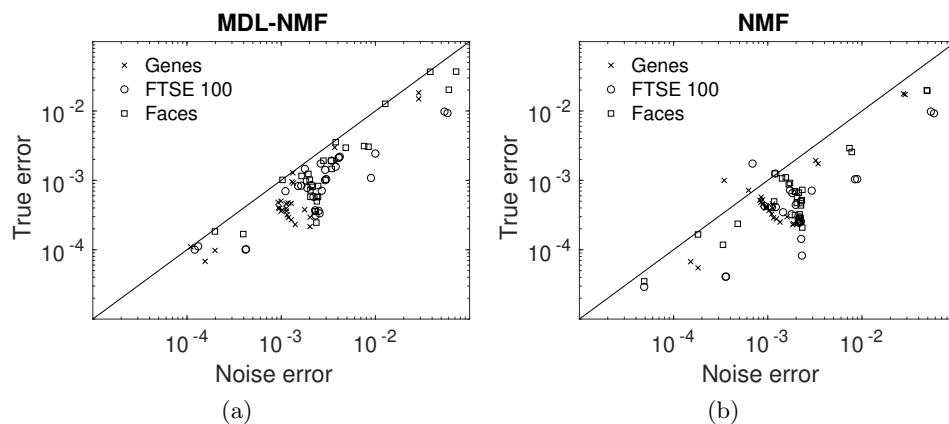 MDL-NMF
NMF
× Genes
○ FTSE 100
□ Faces
× Genes
○ FTSE 100
□ Faces
True error
10⁻²
10⁻³
10⁻⁴
True error
10⁻²
10⁻³
10⁻⁴
10⁻⁴ 10⁻³ 10⁻²
10⁻⁴ 10⁻³ 10⁻²
Noise error
Noise error
(a)
(b)